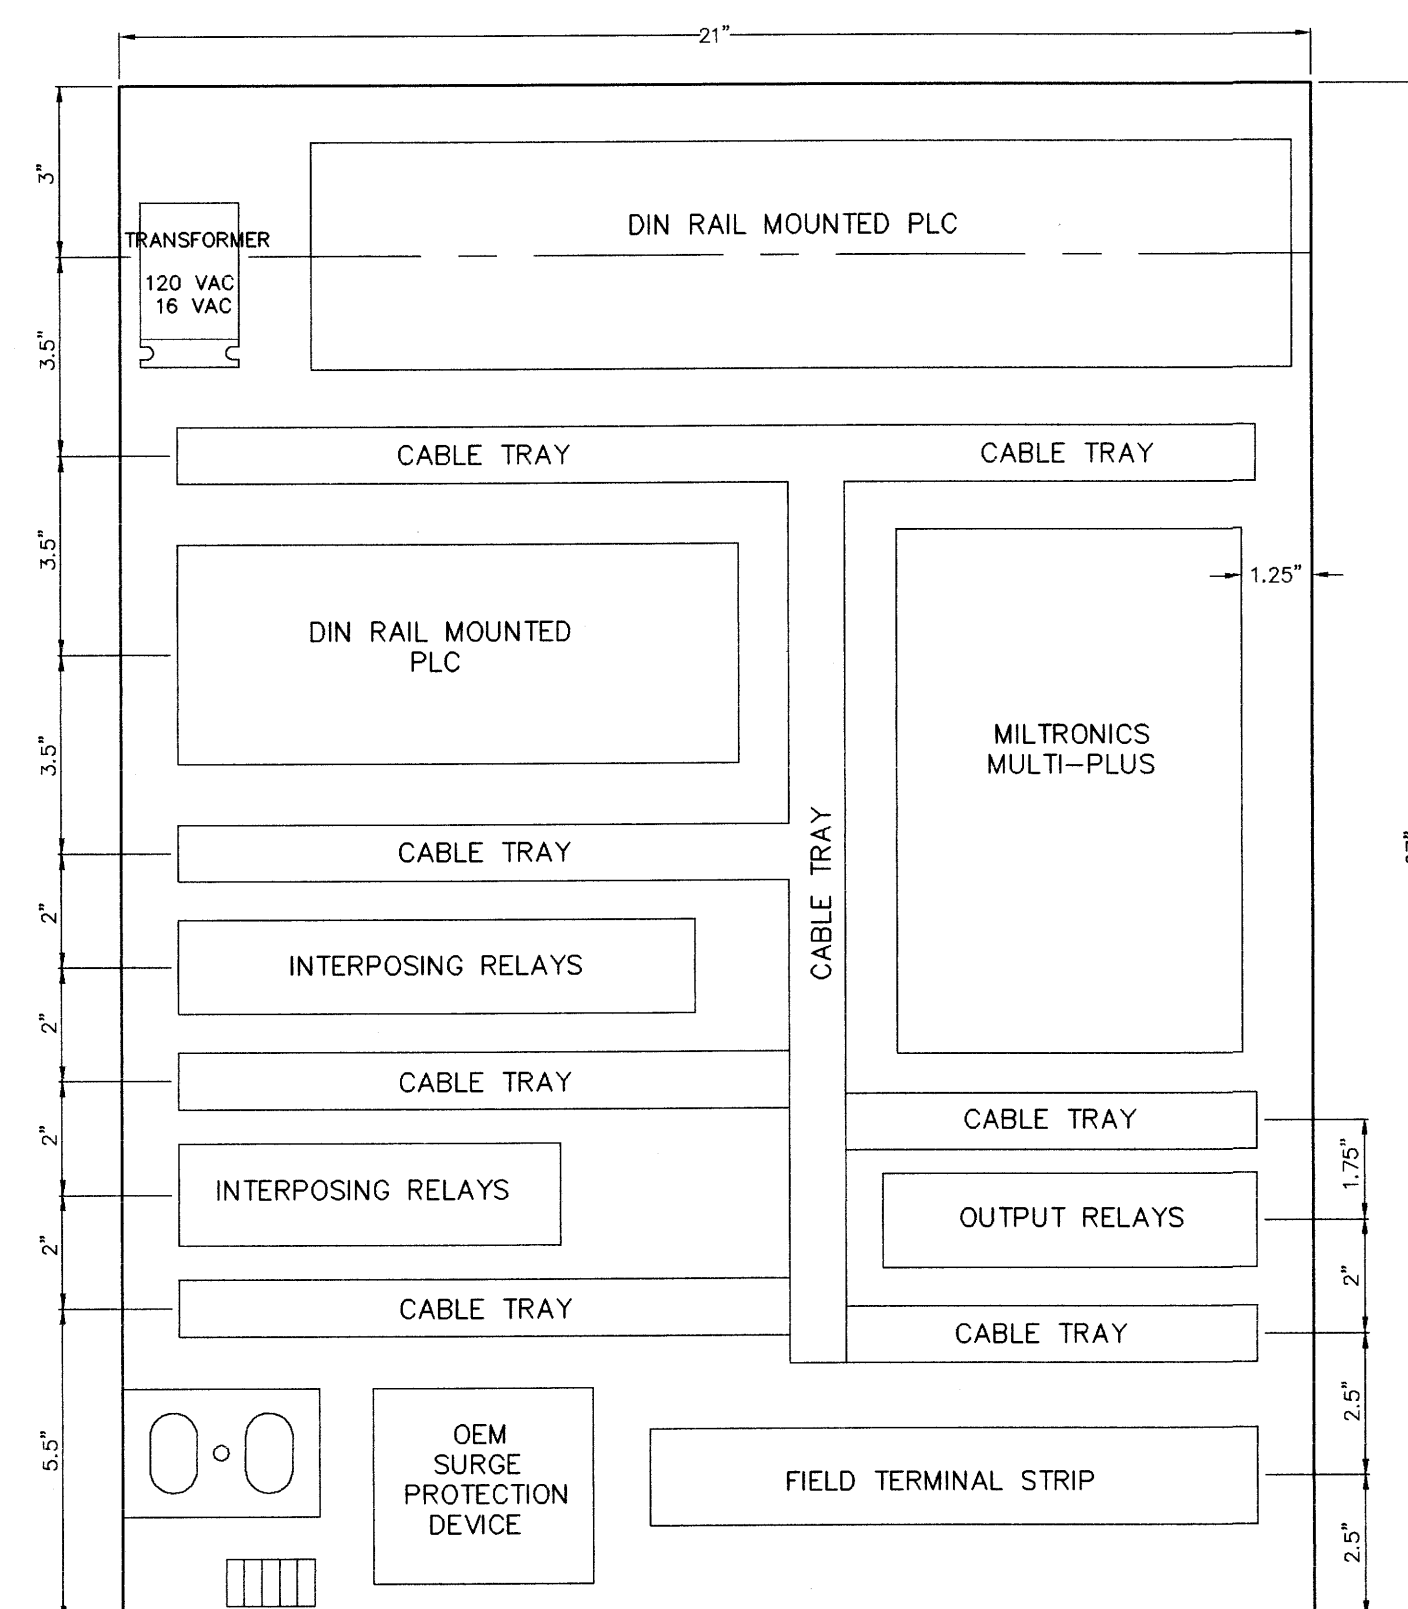 21"
3"
DIN RAIL MOUNTED PLC
TRANSFORMER
120 VAC
16 VAC
3.5"
CABLE TRAY
CABLE TRAY
3.5"
1.25"
DIN RAIL MOUNTED
PLC
3.5"
MILTRONICS
MULTI-PLUS
CABLE TRAY
CABLE TRAY
2"
INTERPOSING RELAYS
2"
CABLE TRAY
CABLE TRAY
2"
1.75"
INTERPOSING RELAYS
OUTPUT RELAYS
2"
2"
CABLE TRAY
CABLE TRAY
2.5"
5.5"
OEM
SURGE
PROTECTION
DEVICE
FIELD TERMINAL STRIP
2.5"